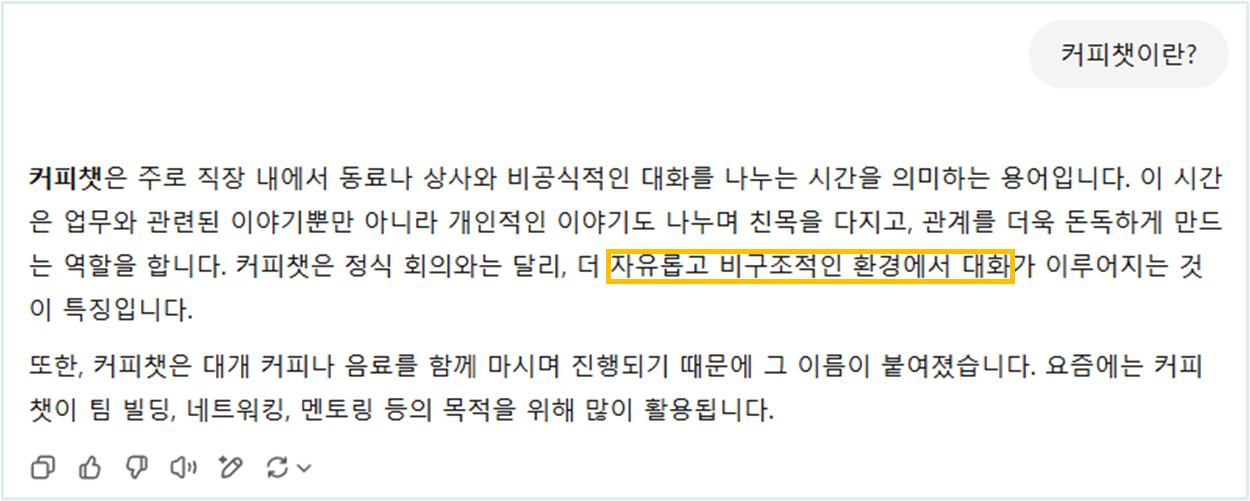 커피챗이란?
커피챗은 주로 직장 내에서 동료나 상사와 비공식적인 대화를 나누는 시간을 의미하는 용어입니다. 이 시간
은 업무와 관련된 이야기뿐만 아니라 개인적인 이야기도 나누며 친목을 다지고, 관계를 더욱 돈독하게 만드
는 역할을 합니다. 커피챗은 정식 회의와는 달리, 더 자유롭고 비구조적인 환경에서 대화가 이루어지는 것
이 특징입니다.
또한, 커피챗은 대개 커피나 음료를 함께 마시며 진행되기 때문에 그 이름이 붙여졌습니다. 요즘에는 커피
챗이 팀 빌딩, 네트워킹, 멘토링 등의 목적을 위해 많이 활용됩니다.